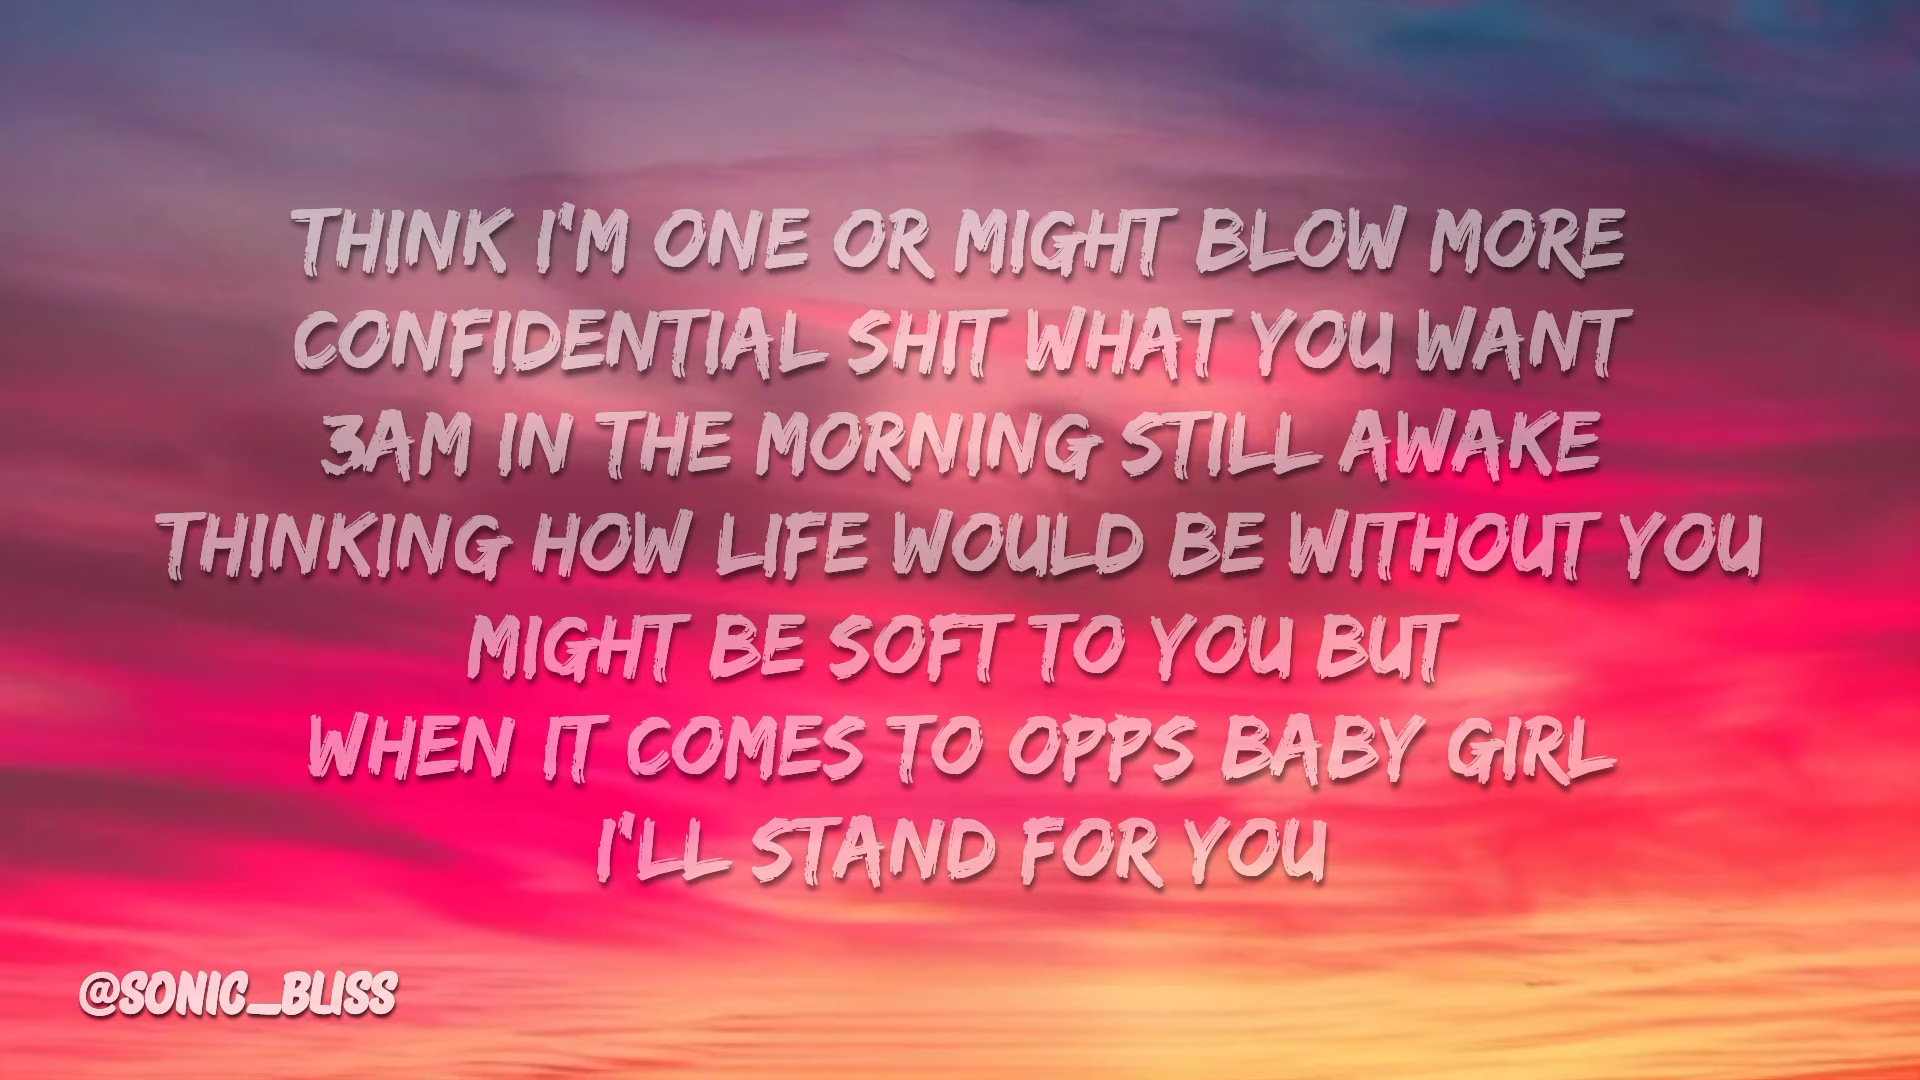 THINK I'M ONE OR MIGHT BLOW MORE
CONFIDENTIAL SHIT WHAT YOU WANT
3AM IN THE MORNING STILL AWAKE
THINKING HOW LIFE WOULD BE WITHOUT YOU
MIGHT BE SOFT TO YOU BUT
WHEN IT COMES TO OPPS BABY GIRL
I'LL STAND FOR YOU
@SONIC_BLISS